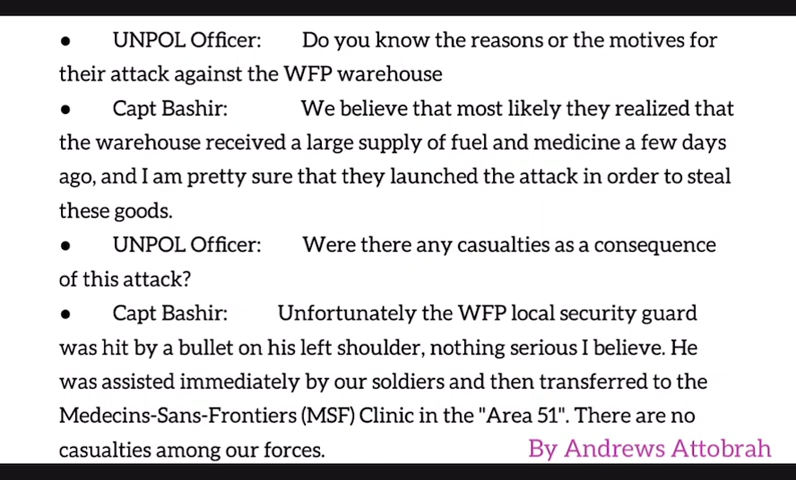 • UNPOL Officer: Do you know the reasons or the motives for
their attack against the WFP warehouse
• Capt Bashir: We believe that most likely they realized that
the warehouse received a large supply of fuel and medicine a few days
ago, and I am pretty sure that they launched the attack in order to steal
these goods.
• UNPOL Officer: Were there any casualties as a consequence
of this attack?
• Capt Bashir: Unfortunately the WFP local security guard
was hit by a bullet on his left shoulder, nothing serious I believe. He
was assisted immediately by our soldiers and then transferred to the
Medecins-Sans-Frontiers (MSF) Clinic in the "Area 51". There are no
casualties among our forces.
By Andrews Attobrah